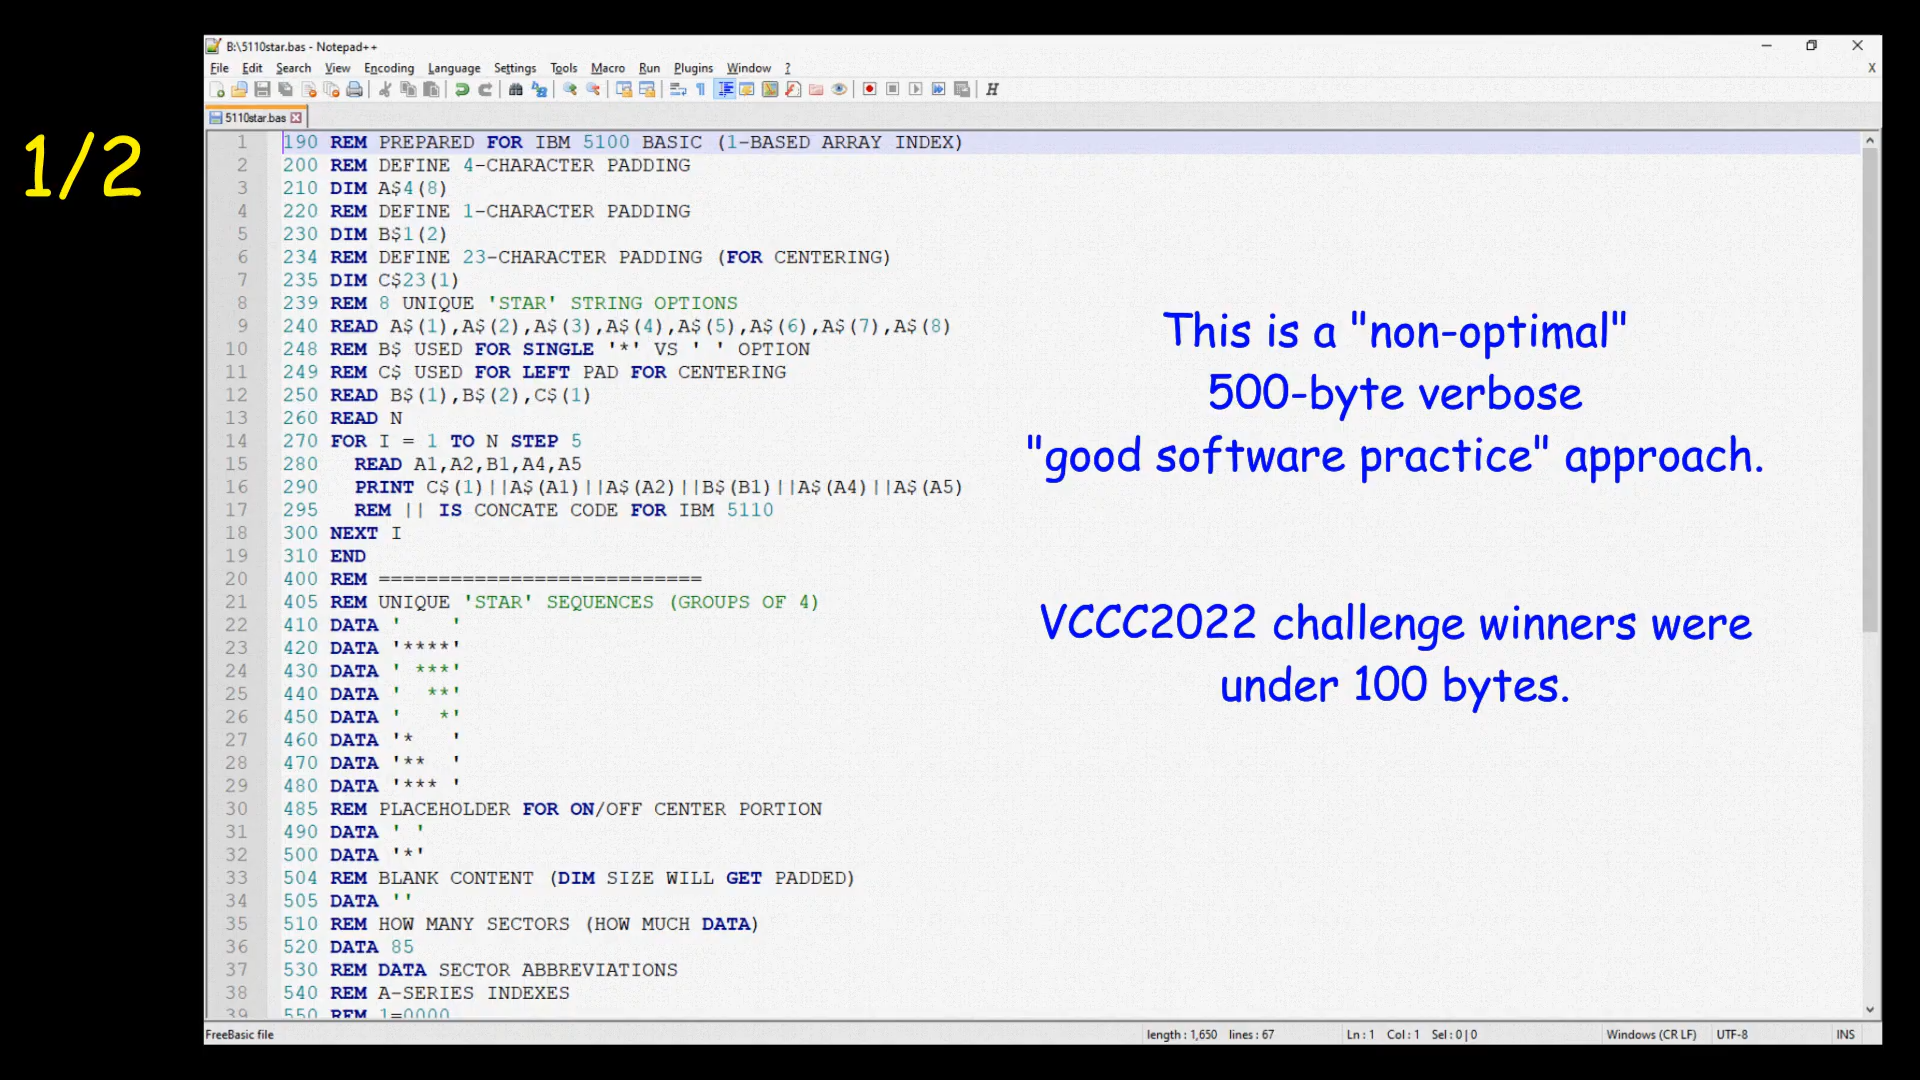 1/2
B:\5110star.bas - Notepad++
File Edit Search View Encoding Language Settings Tools Macro Run Plugins Window ?
X
H
5110star.bas
1 190 REM PREPARED FOR IBM 5100 BASIC (1-BASED ARRAY INDEX)
2 200 REM DEFINE 4-CHARACTER PADDING
3 210 DIM A$4(8)
4 220 REM DEFINE 1-CHARACTER PADDING
5 230 DIM B$1(2)
6 234 REM DEFINE 23-CHARACTER PADDING (FOR CENTERING)
7 235 DIM C$23(1)
8 239 REM 8 UNIQUE 'STAR' STRING OPTIONS
9 240 READ A$(1),A$(2),A$(3),A$(4),A$(5),A$(6),A$(7),A$(8)
10 248 REM B$ USED FOR SINGLE '*' VS ' ' OPTION
11 249 REM C$ USED FOR LEFT PAD FOR CENTERING
12 250 READ B$(1),B$(2),C$(1)
13 260 READ N
14 270 FOR I = 1 TO N STEP 5
15 280   READ A1,A2,B1,A4,A5
16 290   PRINT C$(1)||A$(A1)||A$(A2)||B$(B1)||A$(A4)||A$(A5)
17 295   REM || IS CONCATE CODE FOR IBM 5110
18 300 NEXT I
19 310 END
20 400 REM ===========================
21 405 REM UNIQUE 'STAR' SEQUENCES (GROUPS OF 4)
22 410 DATA '    '
23 420 DATA '****'
24 430 DATA ' ***'
25 440 DATA '  **'
26 450 DATA '   *'
27 460 DATA '*   '
28 470 DATA '**  '
29 480 DATA '*** '
30 485 REM PLACEHOLDER FOR ON/OFF CENTER PORTION
31 490 DATA ' '
32 500 DATA '*'
33 504 REM BLANK CONTENT (DIM SIZE WILL GET PADDED)
34 505 DATA ''
35 510 REM HOW MANY SECTORS (HOW MUCH DATA)
36 520 DATA 85
37 530 REM DATA SECTOR ABBREVIATIONS
38 540 REM A-SERIES INDEXES
39 550 REM 1=0000
This is a "non-optimal"
500-byte verbose
"good software practice" approach.
VCCC2022 challenge winners were
under 100 bytes.
FreeBasic file length : 1,650 lines : 67 Ln : 1 Col : 1 Sel : 0 | 0 Windows (CR LF) UTF-8 INS